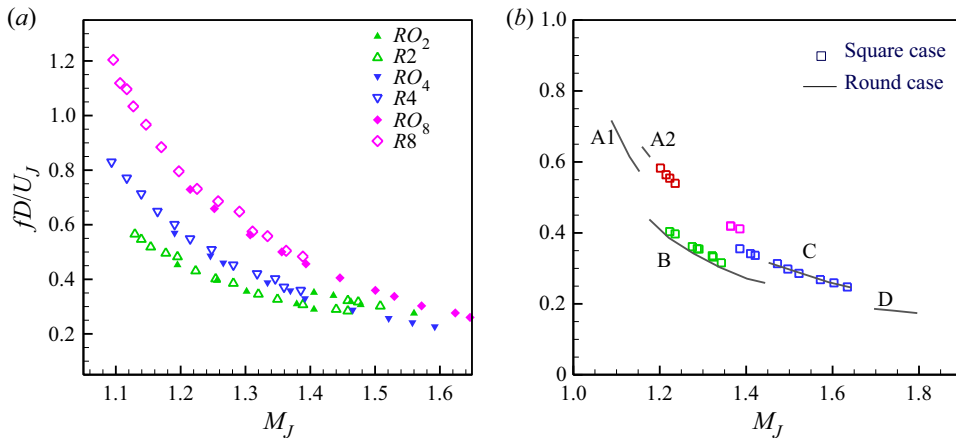 (a)
fD/U_J
1.2
1.0
0.8
0.6
0.4
0.2
1.1 1.2 1.3 1.4 1.5 1.6
M_J
RO_2
R2
RO_4
R4
RO_8
R8
(b)
1.0
0.8
0.6
0.4
0.2
0
1.0 1.2 1.4 1.6 1.8
M_J
Square case
Round case
A1
A2
B
C
D